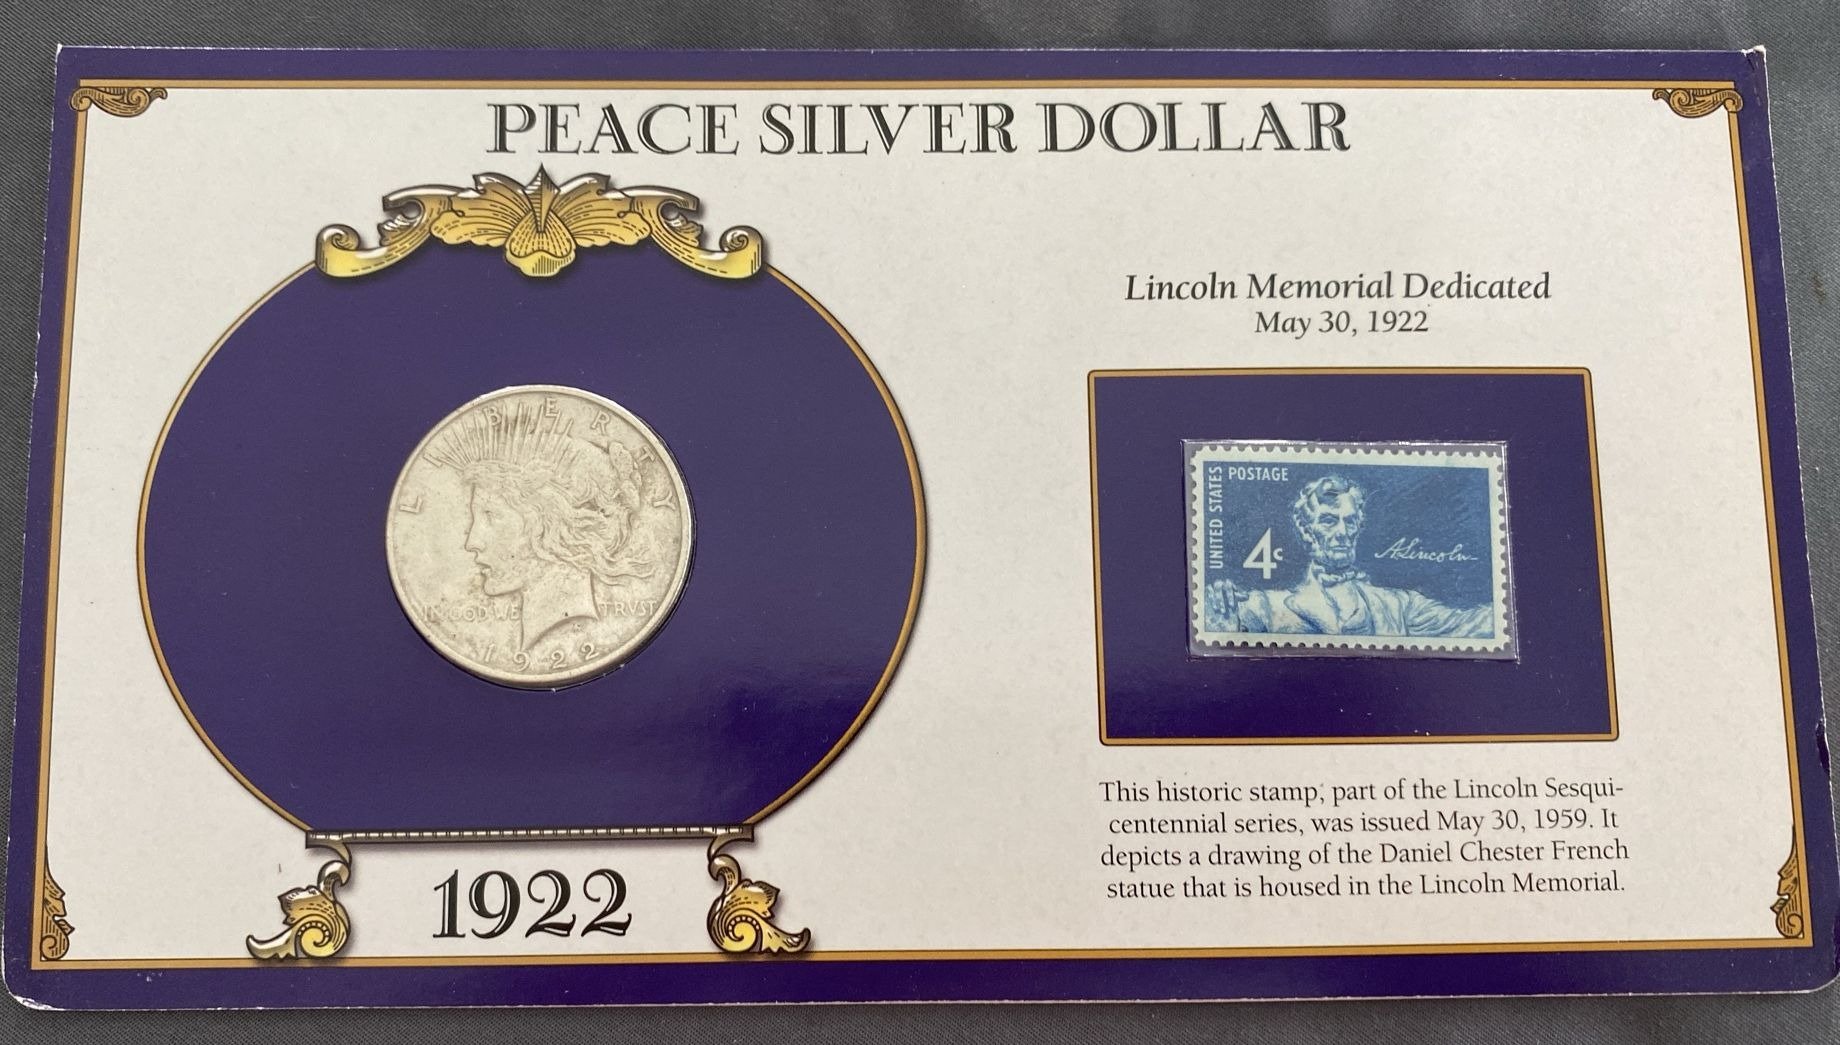 PEACE SILVER DOLLAR
LIBERTY
IN GOD WE TRVST
1922
1922
Lincoln Memorial Dedicated
May 30, 1922
UNITED STATES
POSTAGE
4c
A. Lincoln
This historic stamp, part of the Lincoln Sesqui-
centennial series, was issued May 30, 1959. It
depicts a drawing of the Daniel Chester French
statue that is housed in the Lincoln Memorial.